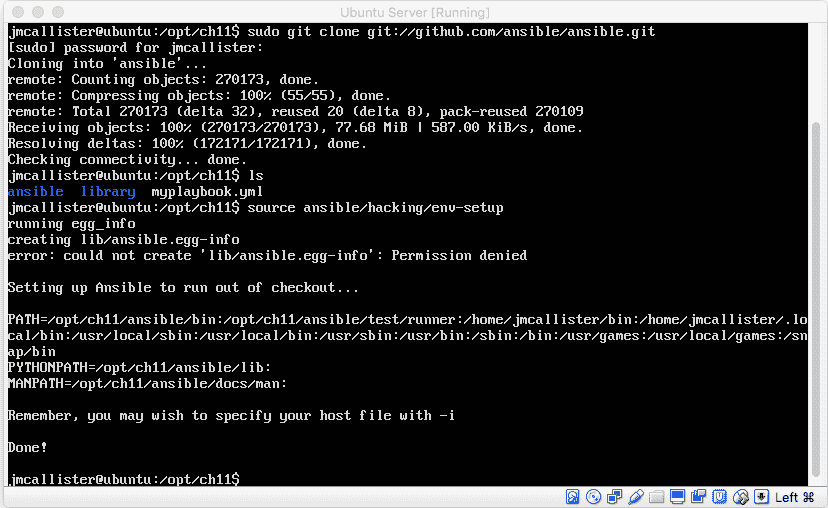 Ubuntu Server [Running]
jmcallister@ubuntu:/opt/ch11$ sudo git clone git://github.com/ansible/ansible.git
[sudo] password for jmcallister:
Cloning into 'ansible'...
remote: Counting objects: 270173, done.
remote: Compressing objects: 100% (55/55), done.
remote: Total 270173 (delta 32), reused 20 (delta 8), pack-reused 270109
Receiving objects: 100% (270173/270173), 77.68 MiB | 587.00 KiB/s, done.
Resolving deltas: 100% (172171/172171), done.
Checking connectivity... done.
jmcallister@ubuntu:/opt/ch11$ ls
ansible  library  myplaybook.yml
jmcallister@ubuntu:/opt/ch11$ source ansible/hacking/env-setup
running egg_info
creating lib/ansible.egg-info
error: could not create 'lib/ansible.egg-info': Permission denied
Setting up Ansible to run out of checkout...
PATH=/opt/ch11/ansible/bin:/opt/ch11/ansible/test/runner:/home/jmcallister/bin:/home/jmcallister/.lo
cal/bin:/usr/local/sbin:/usr/local/bin:/usr/sbin:/usr/bin:/sbin:/bin:/usr/games:/usr/local/games:/sn
ap/bin
PYTHONPATH=/opt/ch11/ansible/lib:
MANPATH=/opt/ch11/ansible/docs/man:
Remember, you may wish to specify your host file with -i
Done!
jmcallister@ubuntu:/opt/ch11$
Left ⌘